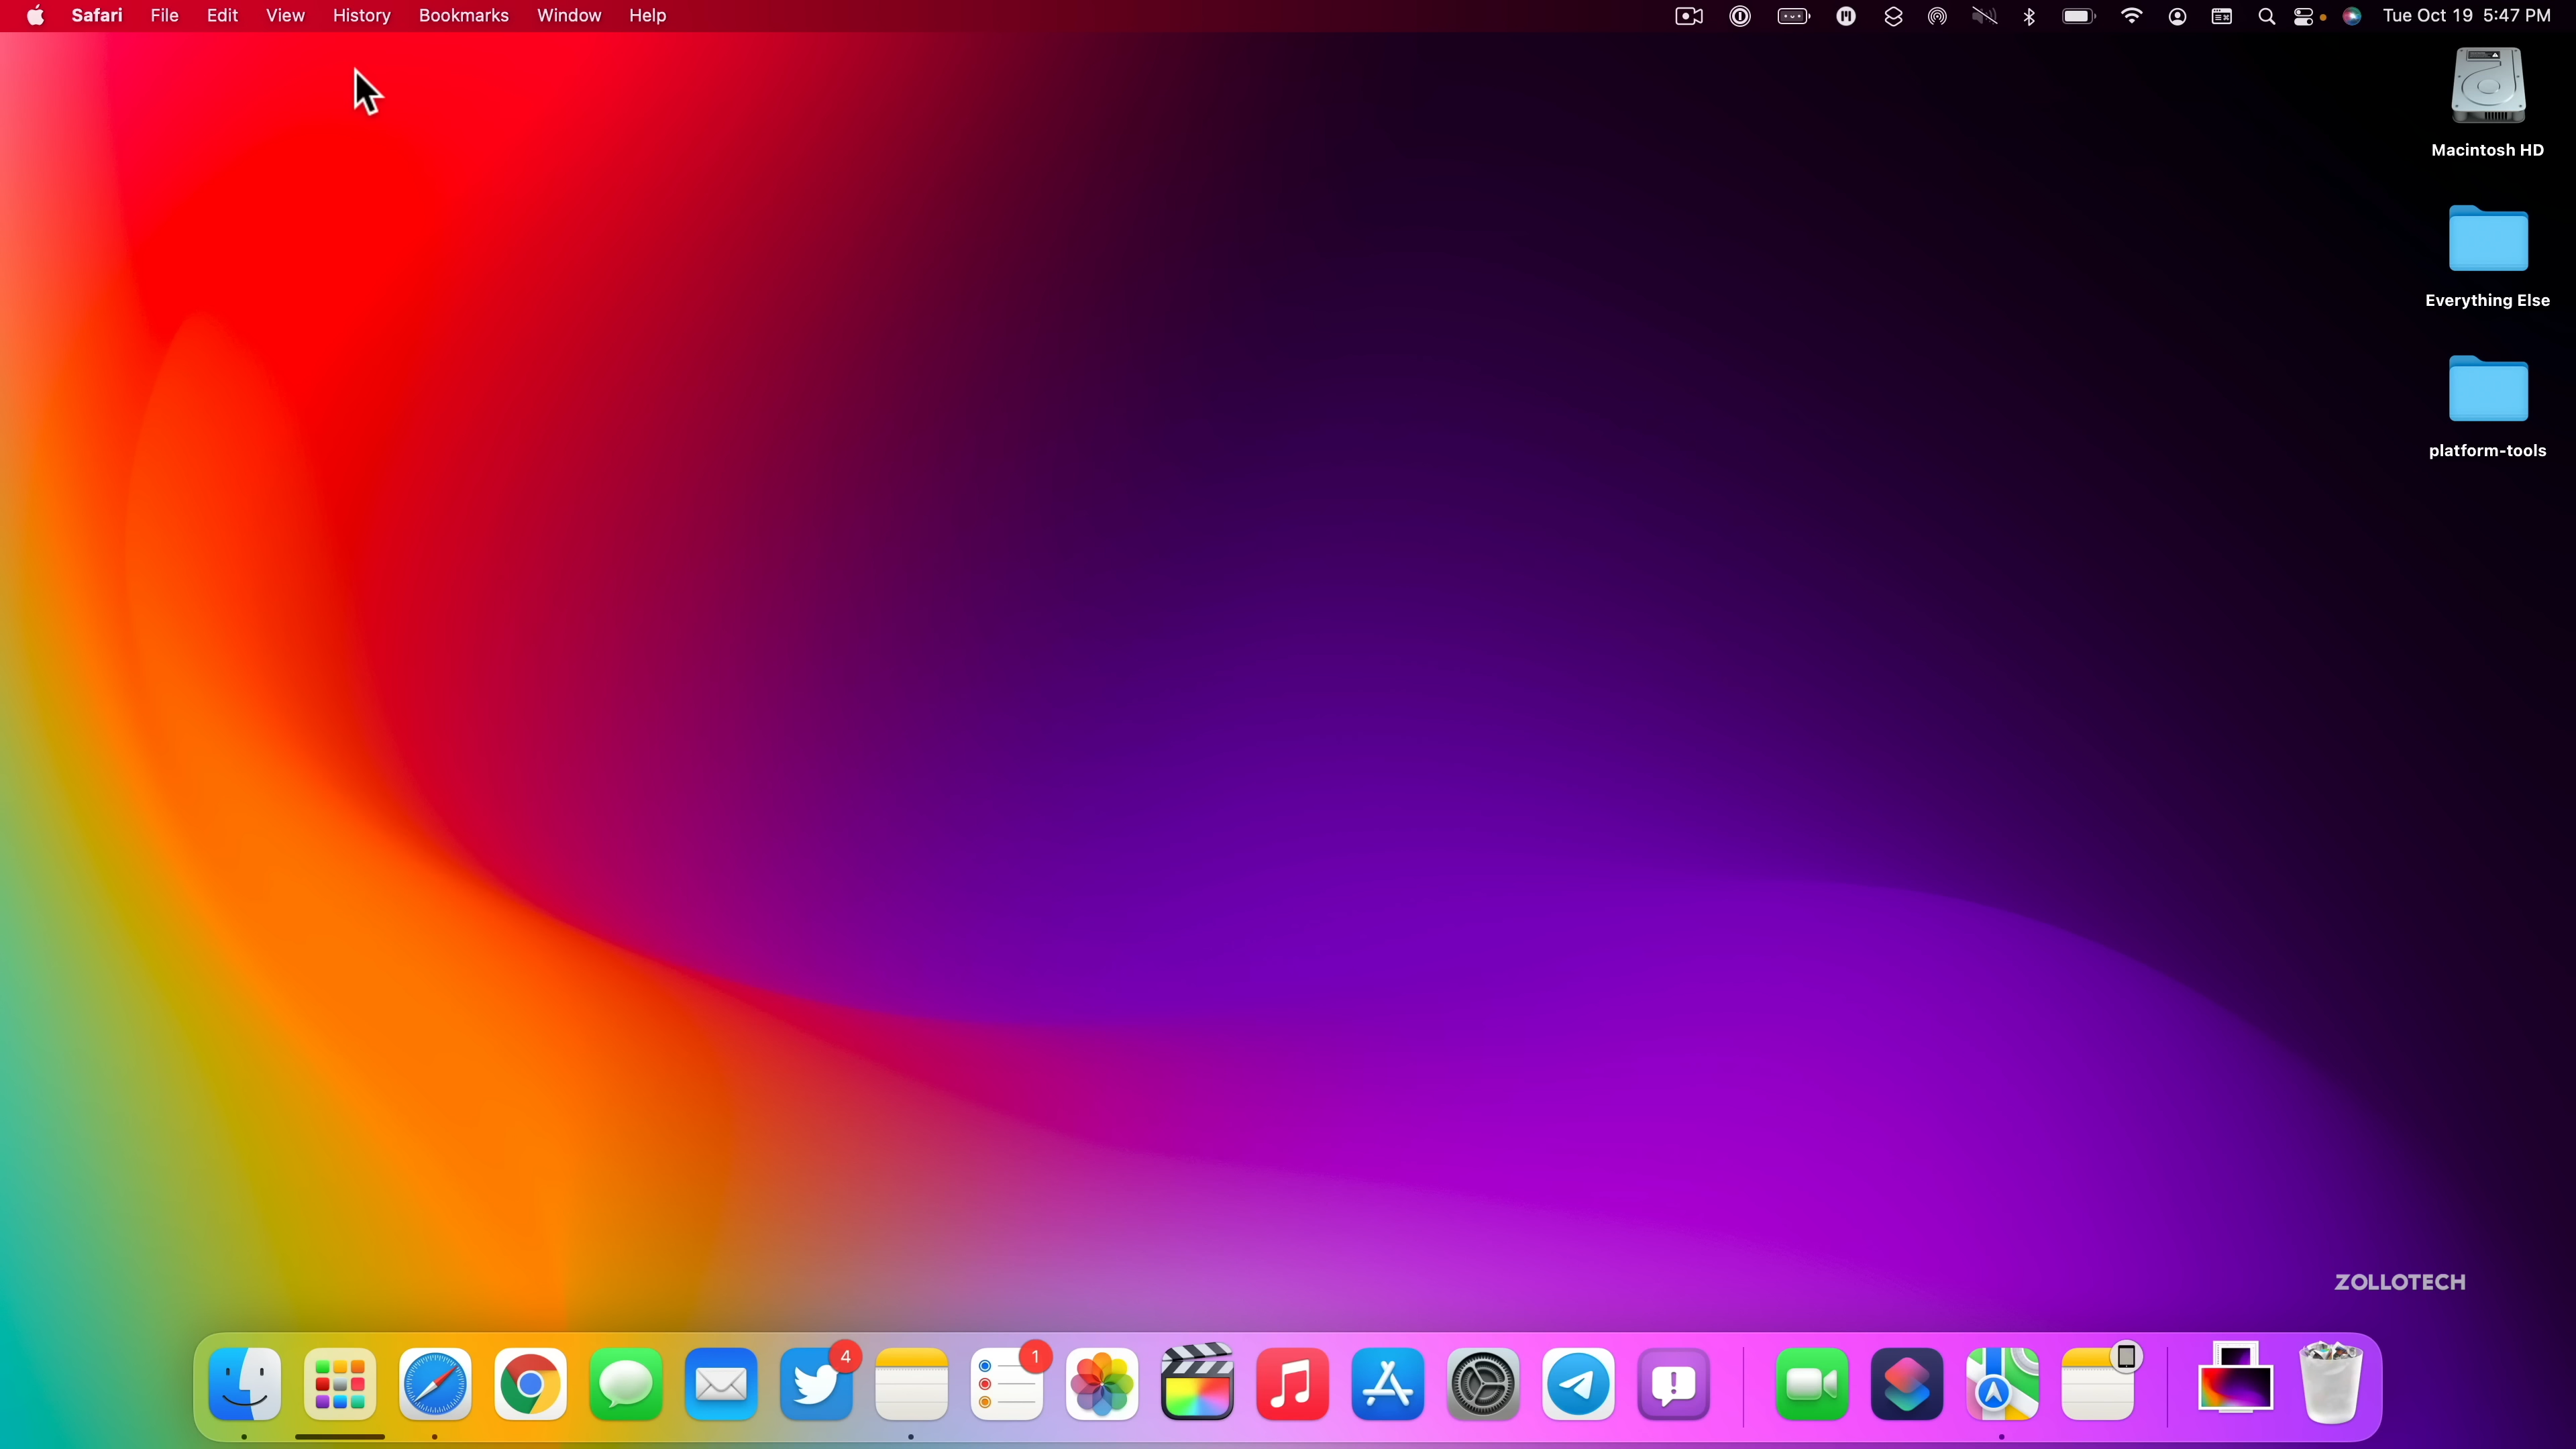 Safari File Edit View History Bookmarks Window Help Tue Oct 19 5:47 PM
Macintosh HD
Everything Else
platform-tools
ZOLLOTECH
4
1